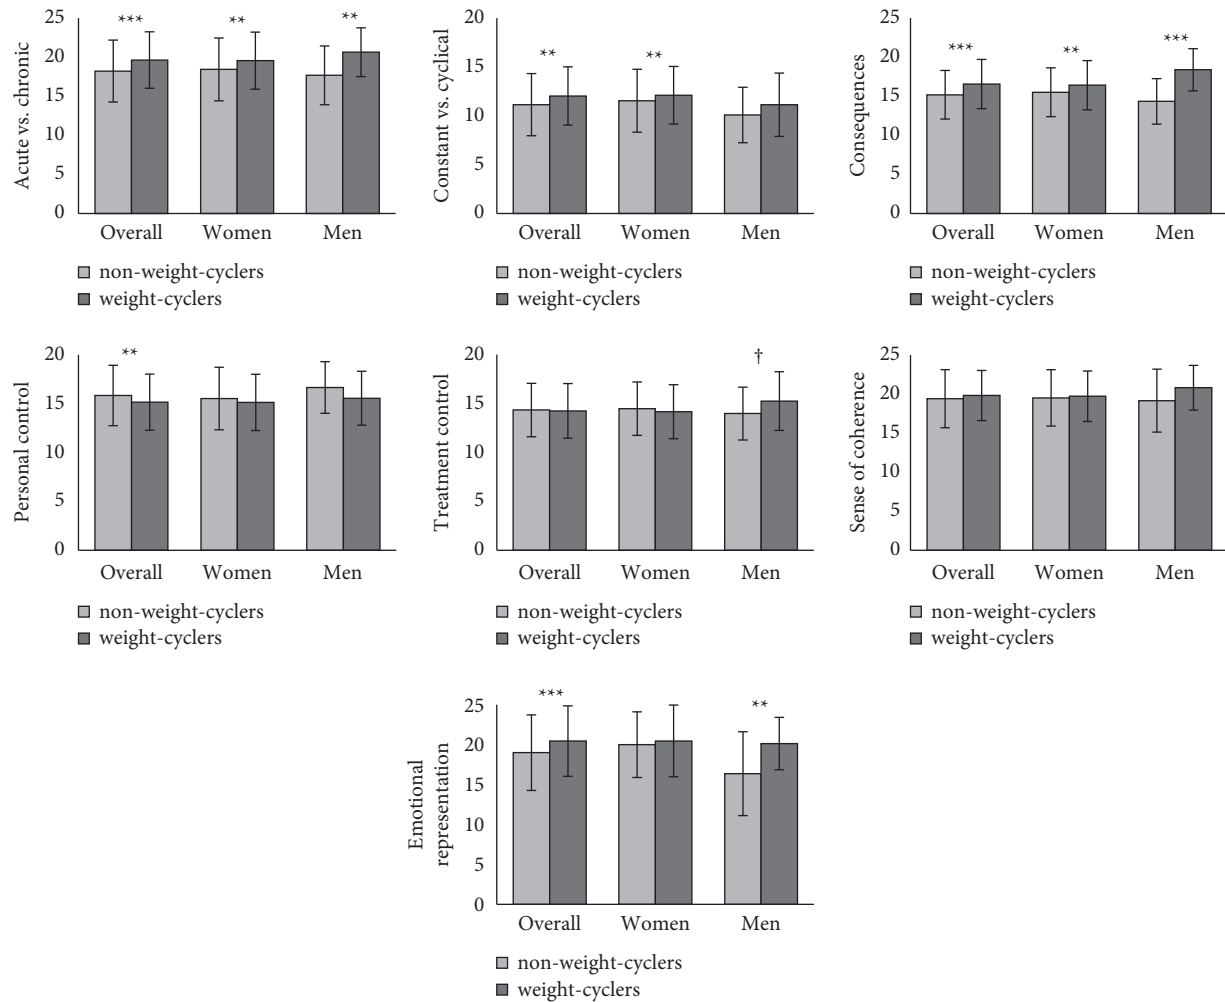 Acute vs. chronic
25
20
15
10
5
0
***
**
**
Overall Women Men
non-weight-cyclers
weight-cyclers
Constant vs. cyclical
20
15
10
5
0
**
**
Overall Women Men
non-weight-cyclers
weight-cyclers
Consequences
25
20
15
10
5
0
***
**
***
Overall Women Men
non-weight-cyclers
weight-cyclers
Personal control
20
15
10
5
0
**
Overall Women Men
non-weight-cyclers
weight-cyclers
Treatment control
20
15
10
5
0
†
Overall Women Men
non-weight-cyclers
weight-cyclers
Sense of coherence
25
20
15
10
5
0
Overall Women Men
non-weight-cyclers
weight-cyclers
Emotional
representation
25
20
15
10
5
0
***
**
Overall Women Men
non-weight-cyclers
weight-cyclers